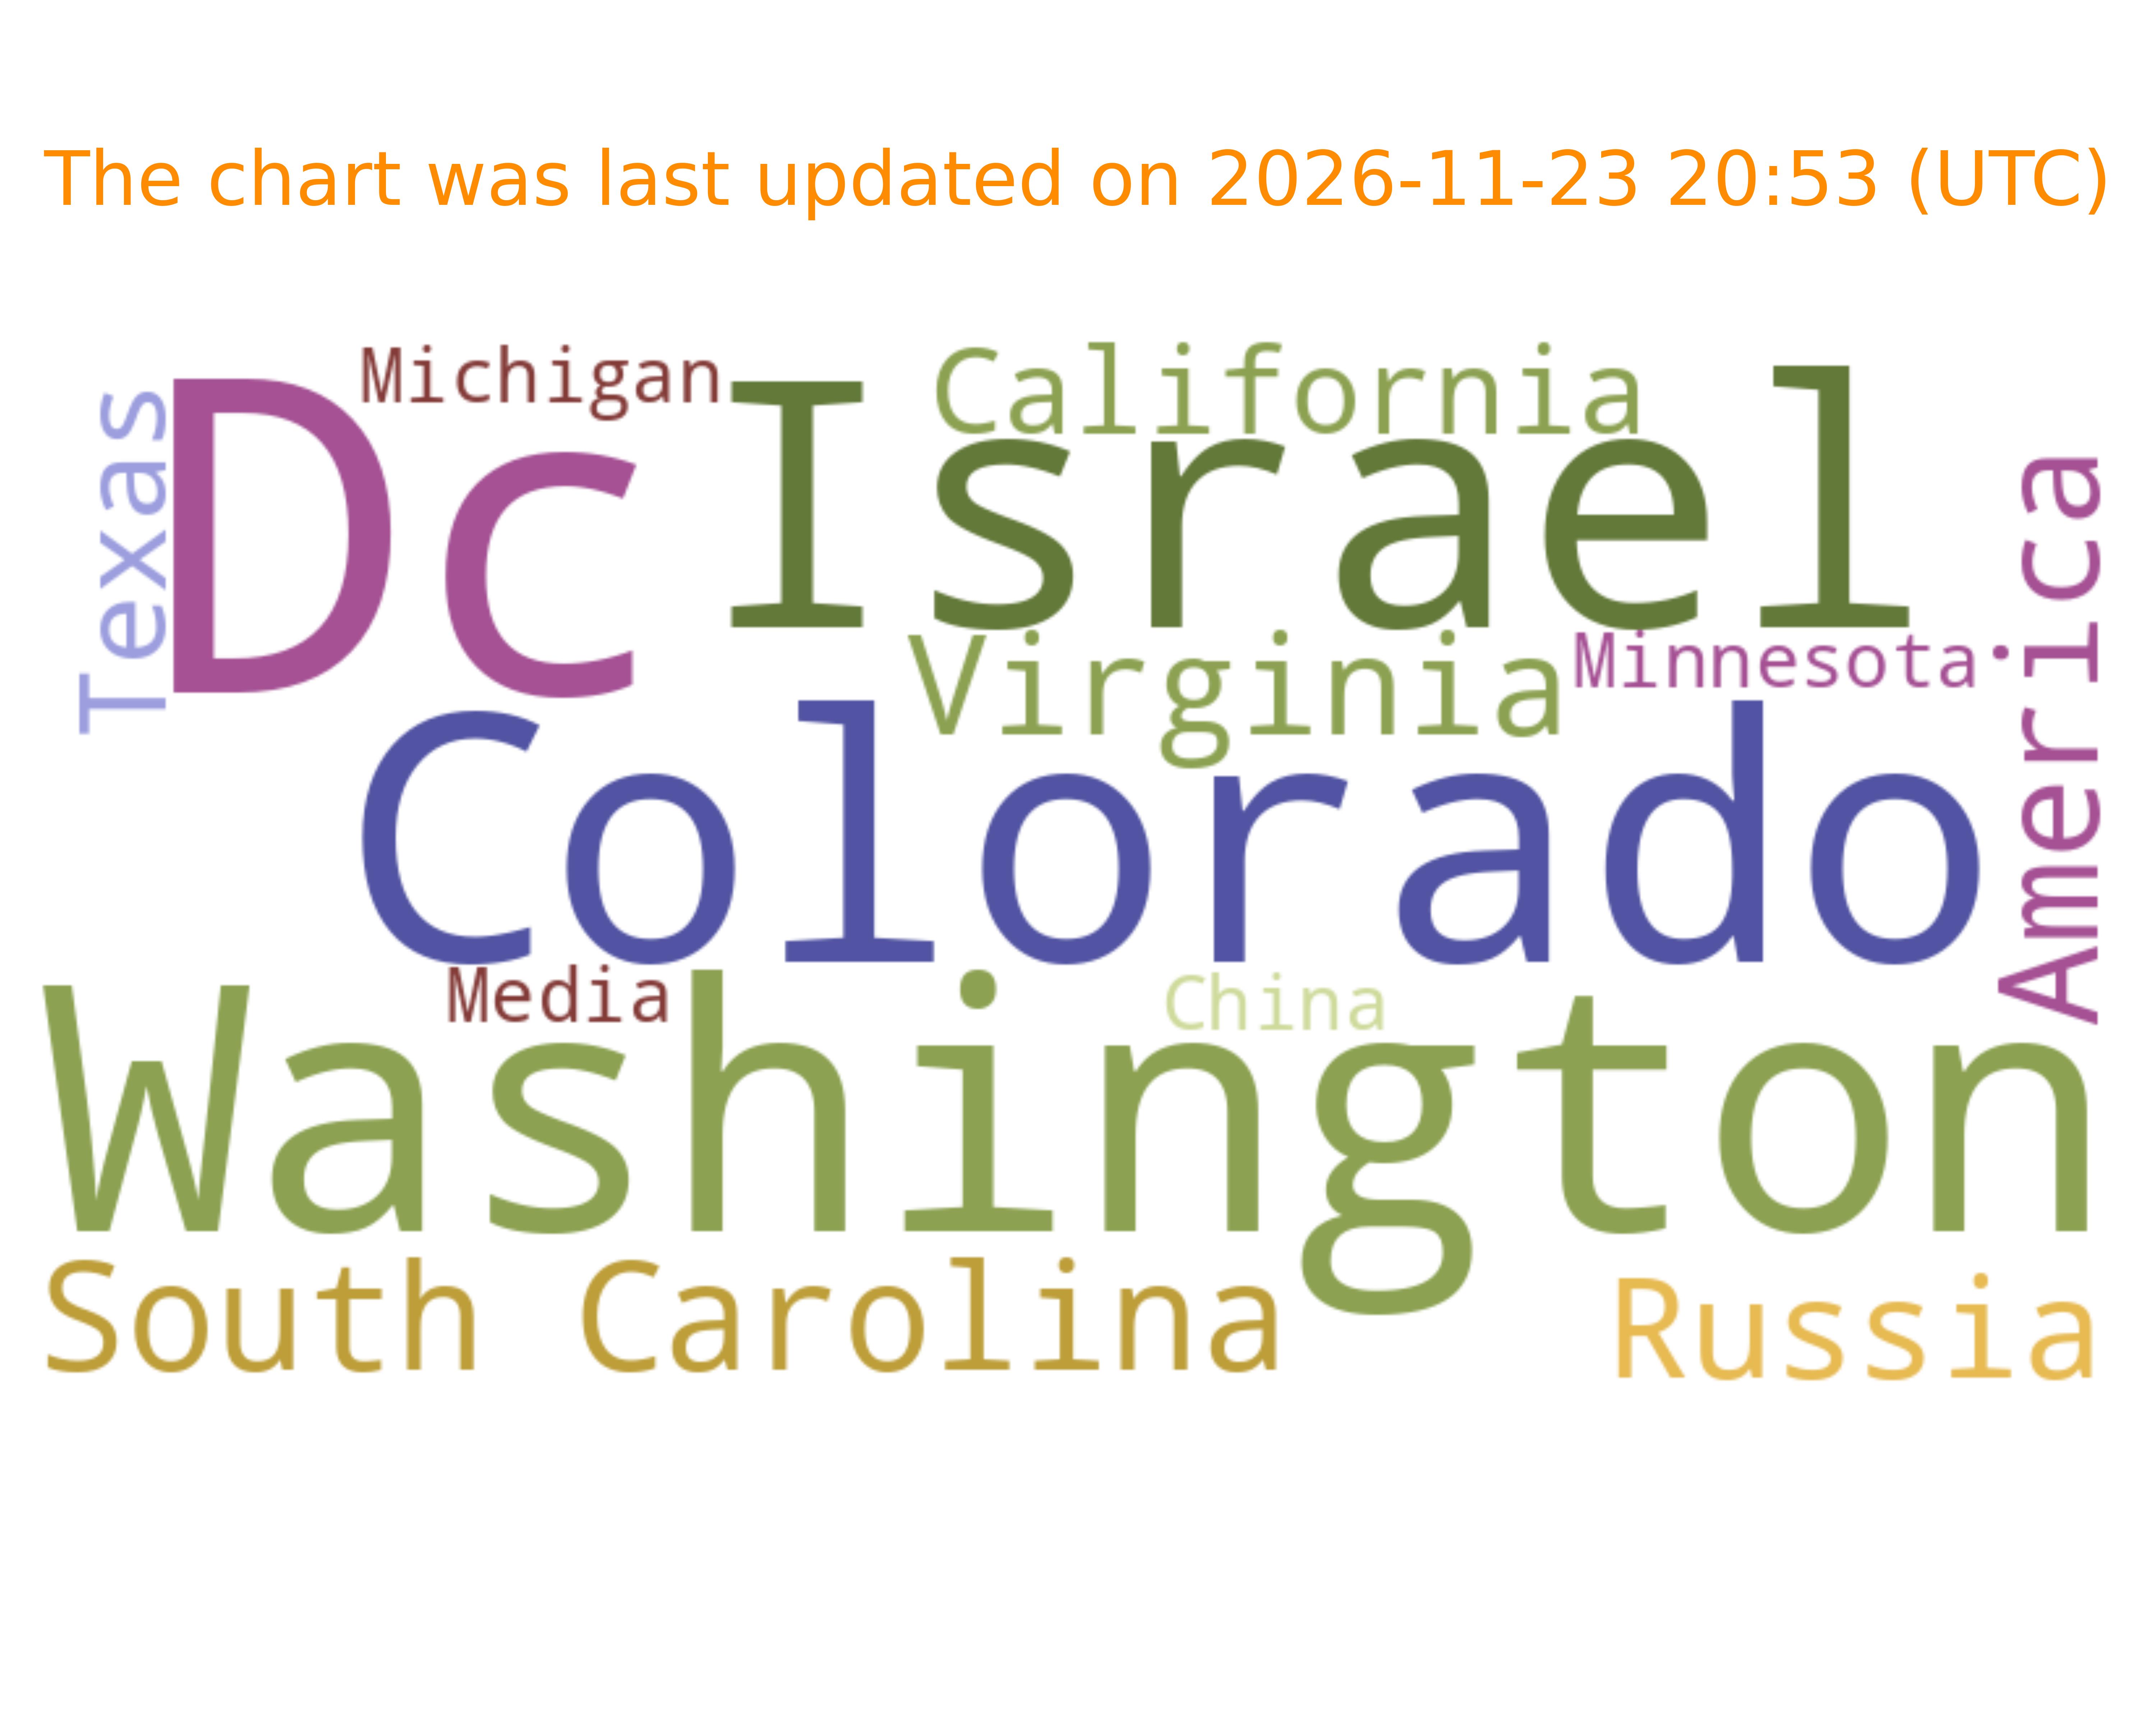 The chart was last updated on 2026-11-23 20:53 (UTC)
Michigan
California
Texas
Dc
Israel
America
Virginia
Minnesota
Colorado
Media
China
Washington
South Carolina
Russia